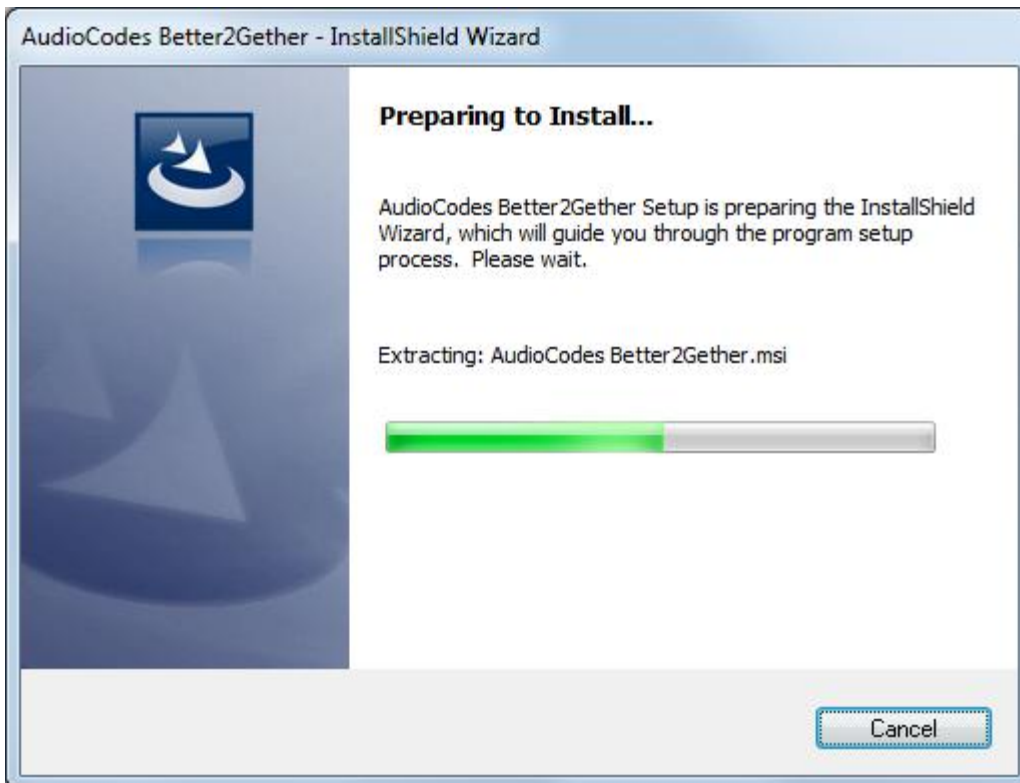 AudioCodes Better2Gether - InstallShield Wizard
Preparing to Install...
AudioCodes Better2Gether Setup is preparing the InstallShield
Wizard, which will guide you through the program setup
process.  Please wait.
Extracting: AudioCodes Better2Gether.msi
Cancel